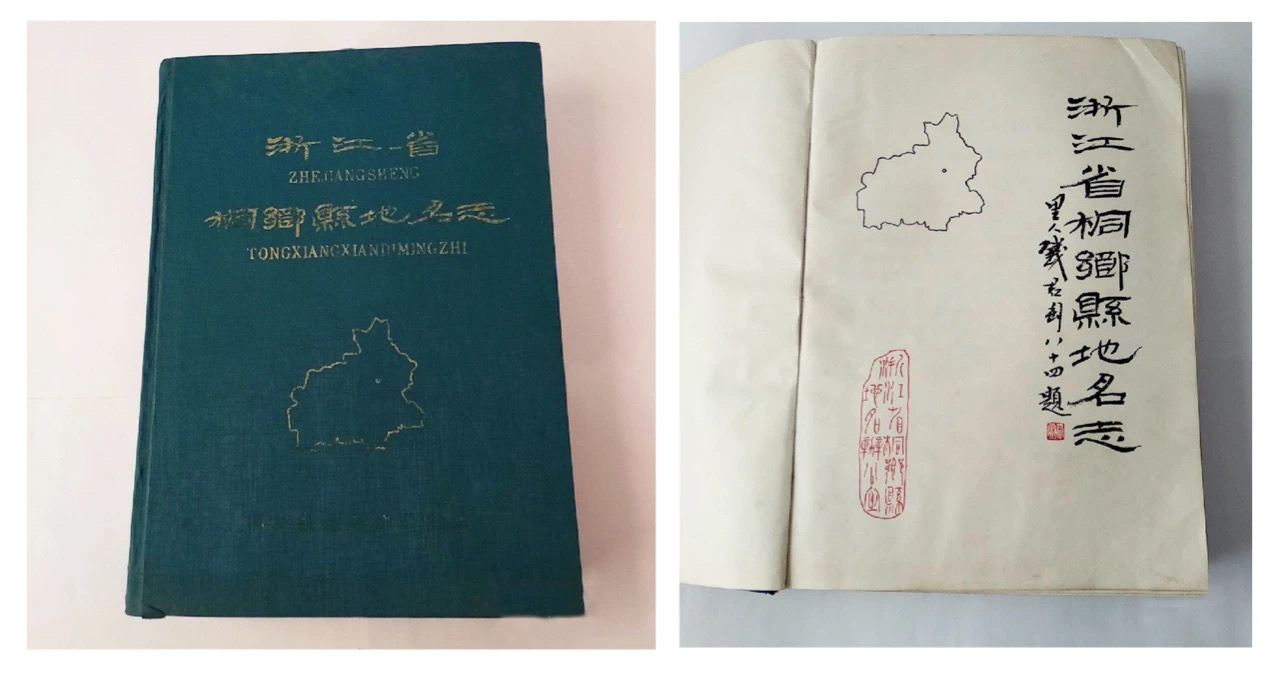 浙江省
ZHEJIANGSHENG
桐鄉縣地名志
TONGXIANGXIANDIMINGZHI
浙江省桐鄉縣地名志
里人錢君匋八十四題
浙江省桐鄉縣
地名辦公室